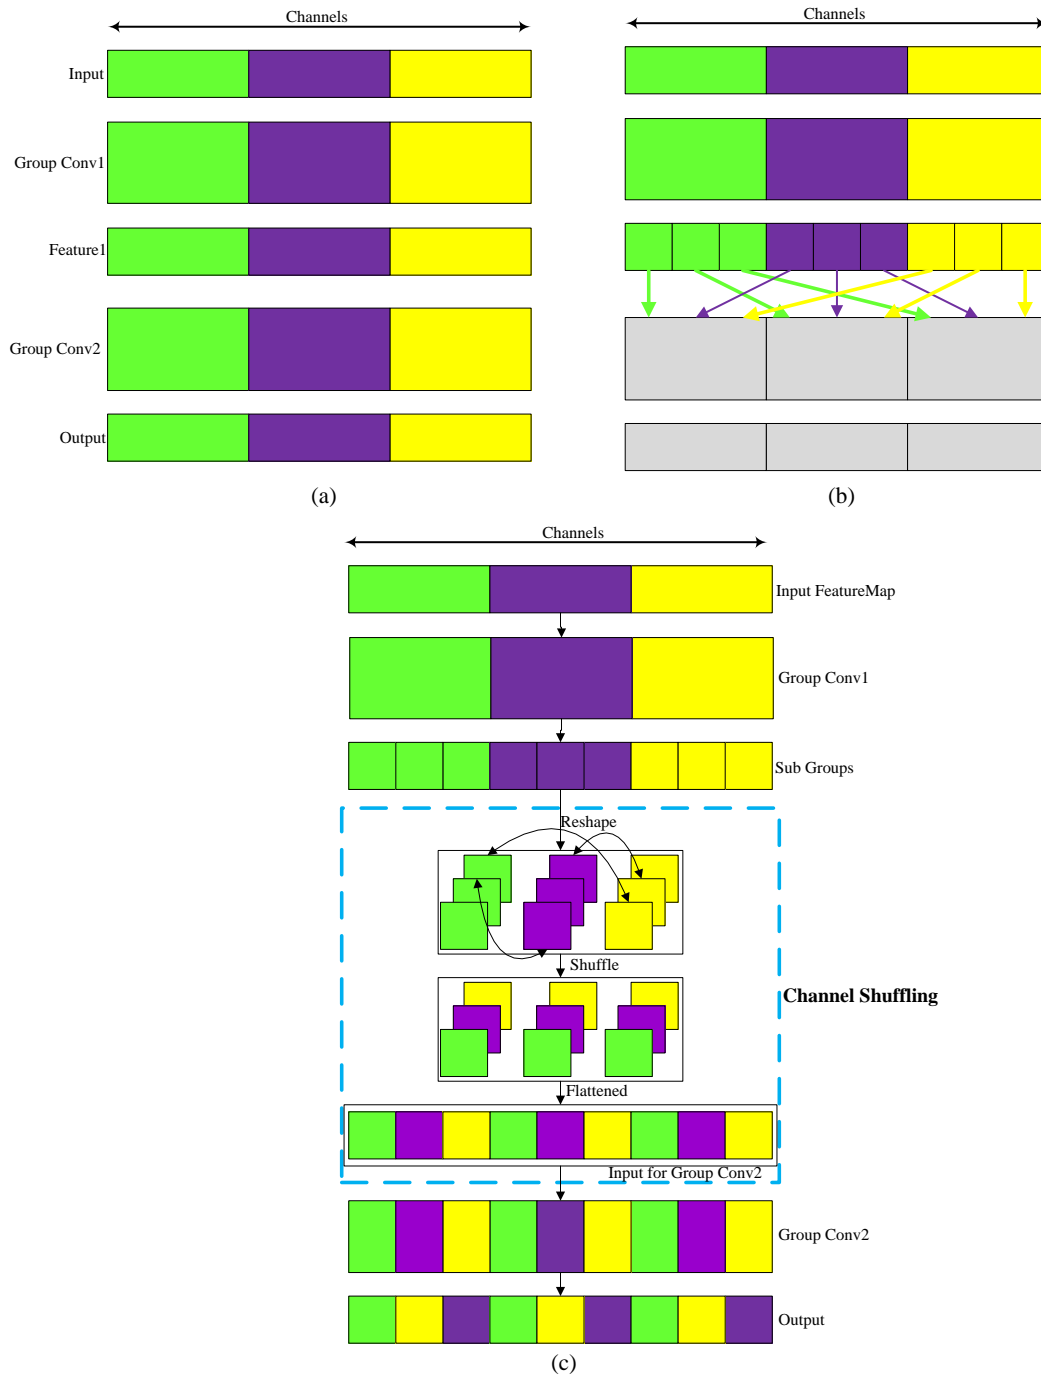 Channels
Input
Group Conv1
Feature1
Group Conv2
Output
(a)
Channels
(b)
Channels
Input FeatureMap
Group Conv1
Sub Groups
Reshape
Shuffle
Channel Shuffling
Flattened
Input for Group Conv2
Group Conv2
Output
(c)